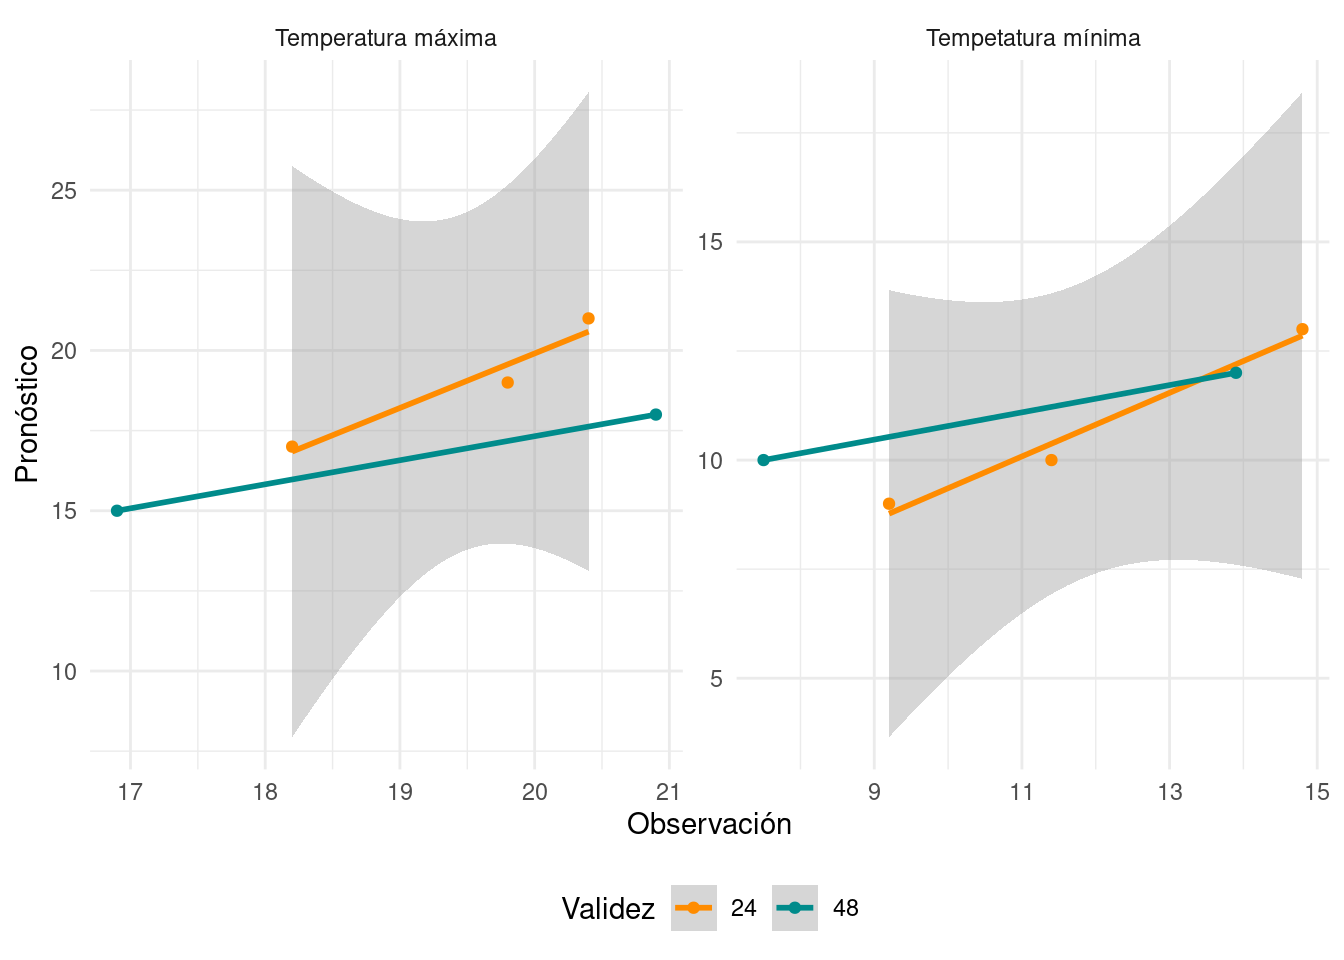 Temperatura máxima
Tempetatura mínima
Pronóstico
25
20
15
10
15
10
5
17 18 19 20 21
9 11 13 15
Observación
Validez 24 48